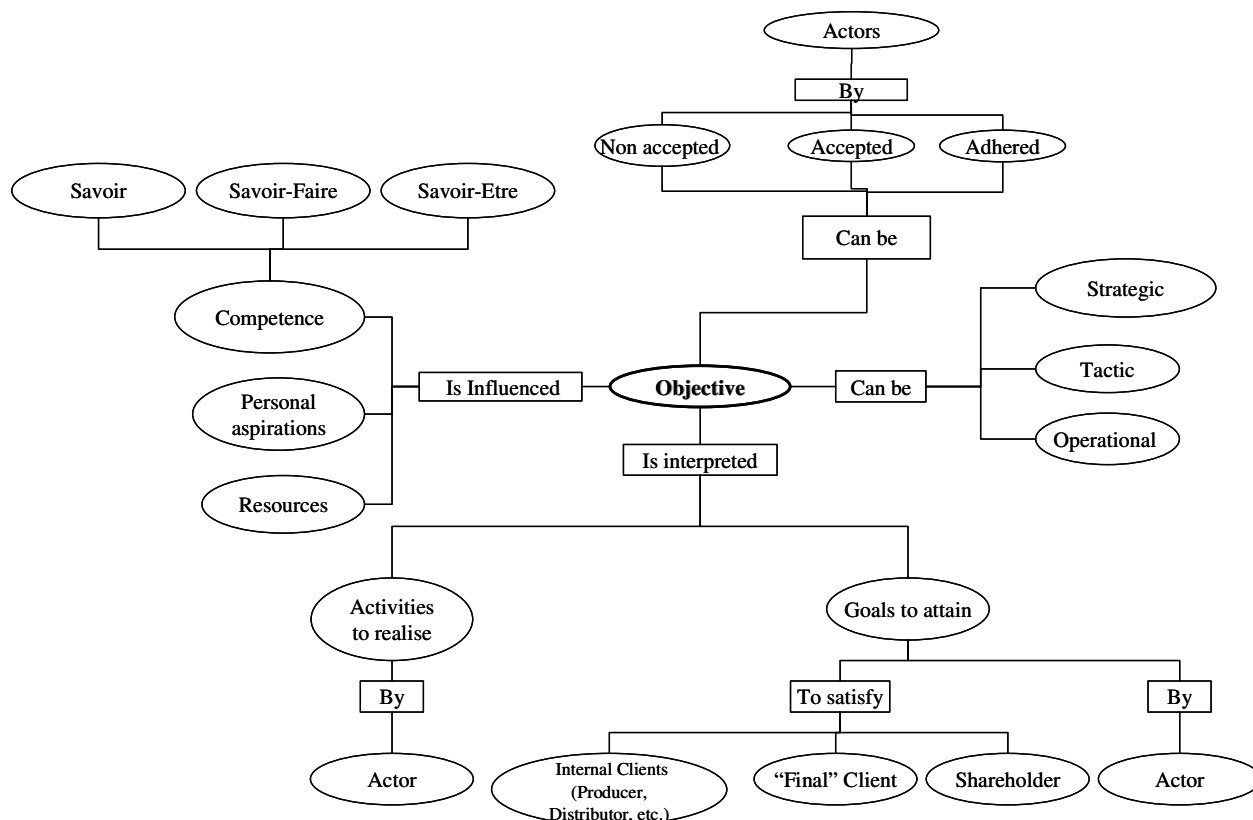 Actors
By
Non accepted
Accepted
Adhered
Savoir
Savoir-Faire
Savoir-Etre
Can be
Strategic
Competence
Tactic
Is Influenced
Objective
Can be
Personal
aspirations
Operational
Is interpreted
Resources
Activities
to realise
Goals to attain
By
To satisfy
By
Actor
Internal Clients
(Producer,
Distributor, etc.)
“Final” Client
Shareholder
Actor